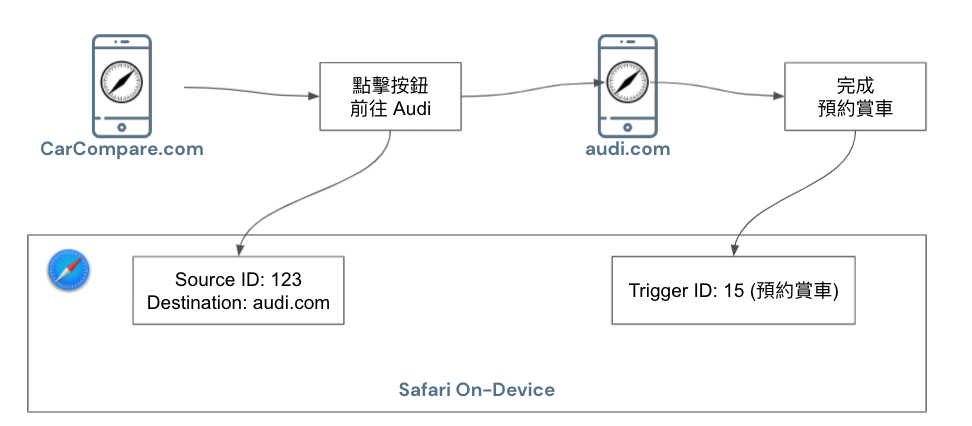 點擊按鈕
前往 Audi
完成
預約賞車
CarCompare.com
audi.com
Source ID: 123
Destination: audi.com
Trigger ID: 15 (預約賞車)
Safari On-Device